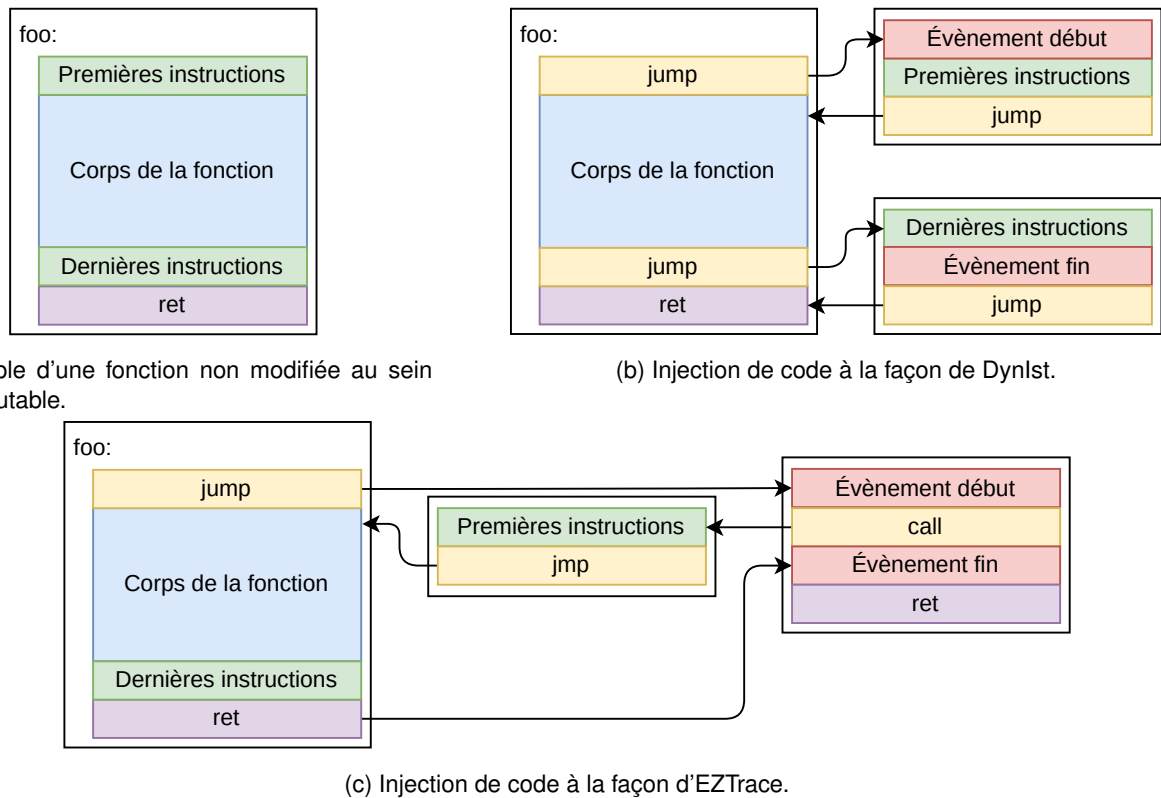 foo:
Premières instructions
Corps de la fonction
Dernières instructions
ret
foo:
jump
Corps de la fonction
jump
ret
Évènement début
Premières instructions
jump
Dernières instructions
Évènement fin
jump
ble d'une fonction non modifiée au sein
utable.
(b) Injection de code à la façon de DynIst.
foo:
jump
Corps de la fonction
Dernières instructions
ret
Premières instructions
jmp
Évènement début
call
Évènement fin
ret
(c) Injection de code à la façon d'EZTrace.